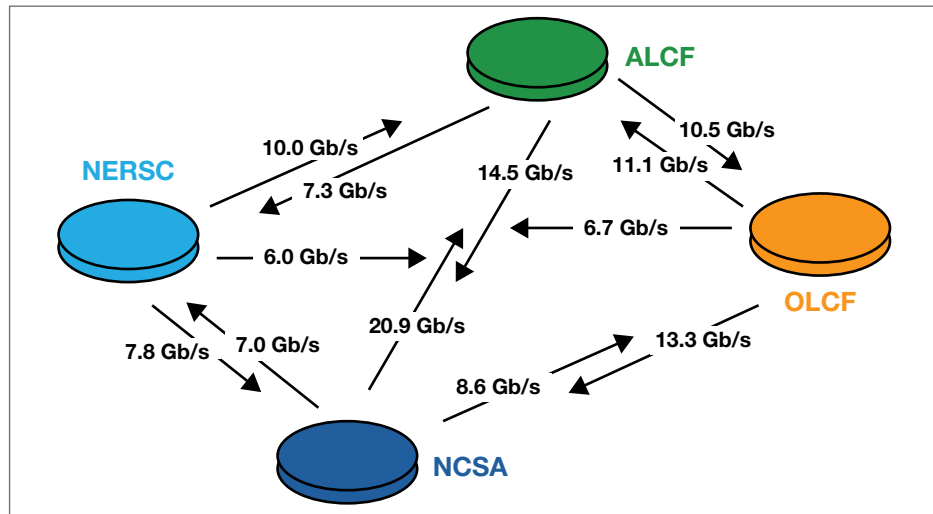 ALCF
10.5 Gb/s
10.0 Gb/s
11.1 Gb/s
NERSC
7.3 Gb/s
14.5 Gb/s
6.7 Gb/s
6.0 Gb/s
OLCF
20.9 Gb/s
13.3 Gb/s
7.0 Gb/s
7.8 Gb/s
8.6 Gb/s
NCSA